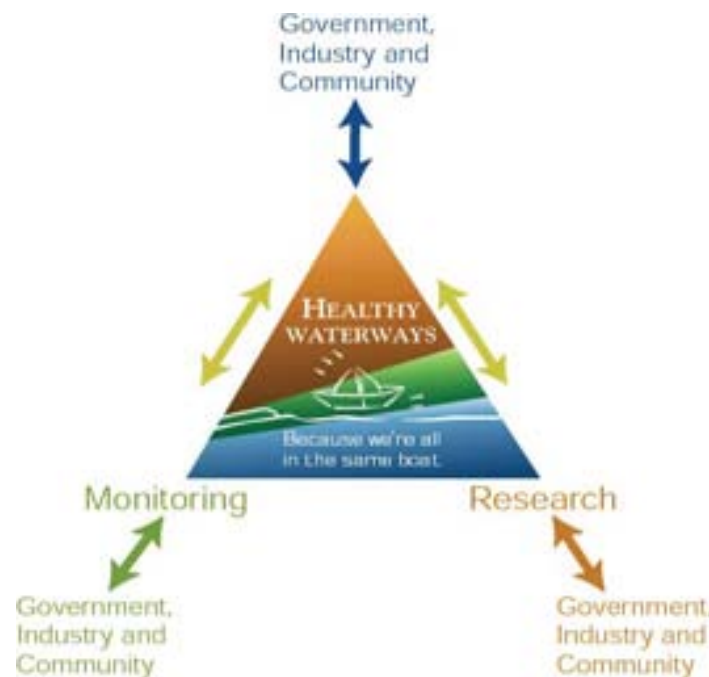 Government,
Industry and
Community
HEALTHY
WATERWAYS
Because we're all
in the same boat.
Monitoring
Research
Government,
Industry and
Community
Government,
Industry and
Community